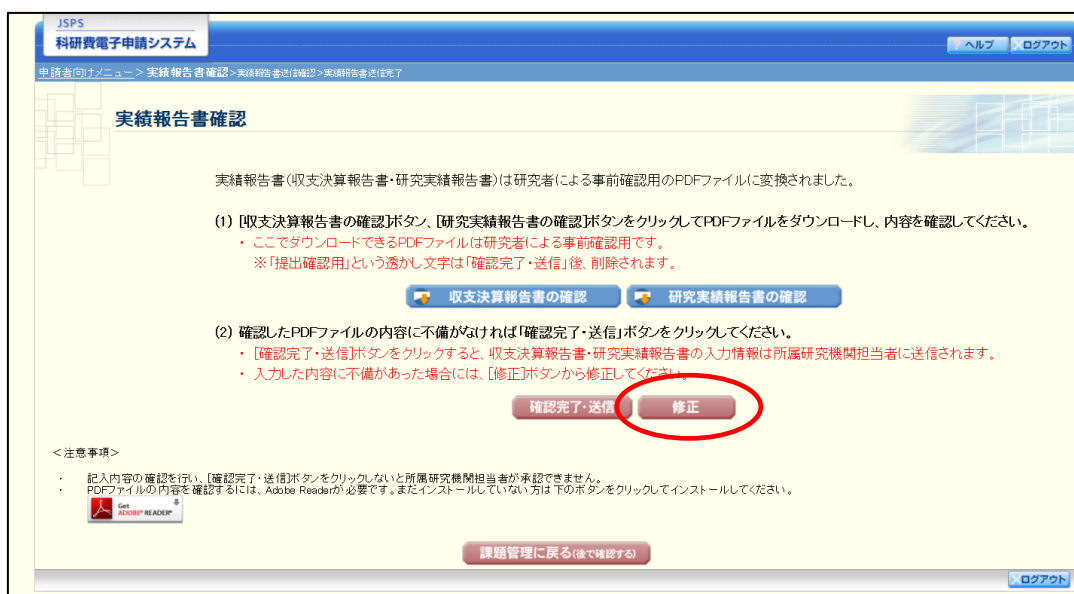 JSPS
科研費電子申請システム
ヘルプ
ログアウト
申請者向けメニュー>実績報告書確認>実績報告書送信確認>実績報告書送信完了
実績報告書確認
実績報告書(収支決算報告書・研究実績報告書)は研究者による事前確認用のPDFファイルに変換されました。
(1) [収支決算報告書の確認]ボタン、[研究実績報告書の確認]ボタンをクリックしてPDFファイルをダウンロードし、内容を確認してください。
・ ここでダウンロードできるPDFファイルは研究者による事前確認用です。
※「提出確認用」という透かし文字は「確認完了・送信」後、削除されます。
収支決算報告書の確認
研究実績報告書の確認
(2) 確認したPDFファイルの内容に不備がなければ「確認完了・送信」ボタンをクリックしてください。
・ [確認完了・送信]ボタンをクリックすると、収支決算報告書・研究実績報告書の入力情報は所属研究機関担当者に送信されます。
・ 入力した内容に不備があった場合には、[修正]ボタンから修正してください。
確認完了・送信
修正
<注意事項>
・ 記入内容の確認を行い、[確認完了・送信]ボタンをクリックしないと所属研究機関担当者が承認できません。
・ PDFファイルの内容を確認するには、Adobe Readerが必要です。まだインストールしていない方は下のボタンをクリックしてインストールしてください。
Get
ADOBE® READER®
課題管理に戻る(後で確認する)
ログアウト